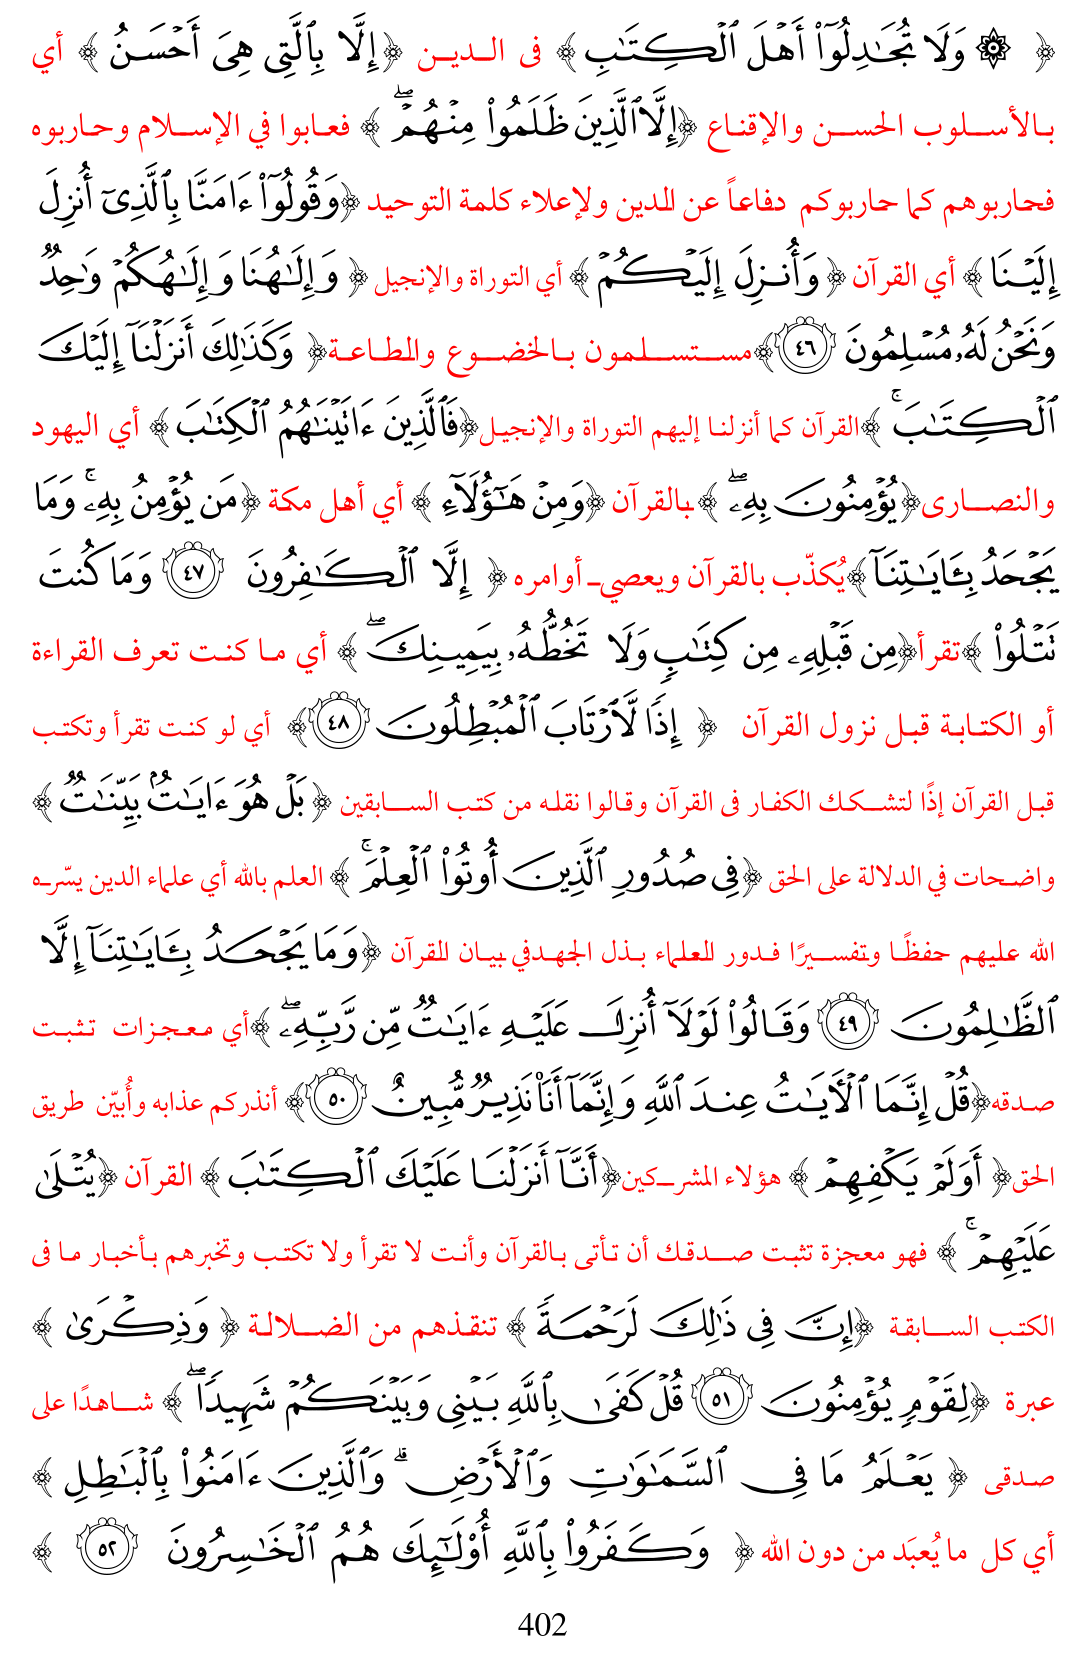 ﴿ ۞ وَلَا تُجَٰدِلُوٓا۟ أَهْلَ ٱلْكِتَٰبِ ﴾ فى الـديـن ﴿إِلَّا بِٱلَّتِى هِىَ أَحْسَنُ ﴾ أي
بالأسلوب الحسن والإقناع ﴿إِلَّا ٱلَّذِينَ ظَلَمُوا۟ مِنْهُمْ ۖ ﴾ فعابوا في الإسلام وحاربوه
فحاربوهم كما حاربوكم دفاعاً عن الدين ولإعلاء كلمة التوحيد ﴿وَقُولُوٓا۟ ءَامَنَّا بِٱلَّذِىٓ أُنزِلَ
إِلَيْنَا ﴾ أي القرآن ﴿ وَأُنزِلَ إِلَيْكُمْ ﴾ أي التوراة والإنجيل ﴿ وَإِلَٰهُنَا وَإِلَٰهُكُمْ وَٰحِدٌ
وَنَحْنُ لَهُۥ مُسْلِمُونَ ٤٦ ﴾مستسلمون بالخضوع والطاعة﴿ وَكَذَٰلِكَ أَنزَلْنَآ إِلَيْكَ
ٱلْكِتَٰبَ ۚ ﴾القرآن كما أنزلنا إليهم التوراة والإنجيل﴿فَٱلَّذِينَ ءَاتَيْنَٰهُمُ ٱلْكِتَٰبَ ﴾ أي اليهود
والنصارى﴿يُؤْمِنُونَ بِهِۦ ۖ ﴾بالقرآن ﴿وَمِنْ هَٰٓؤُلَآءِ ﴾ أي أهل مكة ﴿مَن يُؤْمِنُ بِهِۦ ۚ وَمَا
يَجْحَدُ بِـَٔايَٰتِنَآ ﴾يُكذّب بالقرآن ويعصي أوامره ﴿ إِلَّا ٱلْكَٰفِرُونَ ٤٧ وَمَا كُنتَ
تَتْلُوا۟ ﴾تقرأ﴿مِن قَبْلِهِۦ مِن كِتَٰبٍ وَلَا تَخُطُّهُۥ بِيَمِينِكَ ۖ ﴾ أي ما كنت تعرف القراءة
أو الكتابة قبل نزول القرآن ﴿ إِذًا لَّٱرْتَابَ ٱلْمُبْطِلُونَ ٤٨ ﴾ أي لو كنت تقرأ وتكتب
قبل القرآن إذًا لتشكك الكفار فى القرآن وقالوا نقله من كتب السابقين ﴿ بَلْ هُوَ ءَايَٰتٌۢ بَيِّنَٰتٌ ﴾
واضحات في الدلالة على الحق ﴿فِى صُدُورِ ٱلَّذِينَ أُوتُوا۟ ٱلْعِلْمَ ۚ ﴾ العلم بالله أي علماء الدين يسّره
الله عليهم حفظًا وتفسيرًا فدور العلماء بذل الجهد في بيان القرآن ﴿وَمَا يَجْحَدُ بِـَٔايَٰتِنَآ إِلَّا
ٱلظَّٰلِمُونَ ٤٩ وَقَالُوا۟ لَوْلَآ أُنزِلَ عَلَيْهِ ءَايَٰتٌ مِّن رَّبِّهِۦ ۖ ﴾أي معجزات تثبت
صدقه﴿قُلْ إِنَّمَا ٱلْءَايَٰتُ عِندَ ٱللَّهِ وَإِنَّمَآ أَنَا۠ نَذِيرٌ مُّبِينٌ ٥٠ ﴾ أنذركم عذابه وأُبيّن طريق
الحق﴿ أَوَلَمْ يَكْفِهِمْ ﴾ هؤلاء المشركين﴿أَنَّآ أَنزَلْنَا عَلَيْكَ ٱلْكِتَٰبَ ﴾ القرآن ﴿يُتْلَىٰ
عَلَيْهِمْ ۚ ﴾ فهو معجزة تثبت صدقك أن تأتى بالقرآن وأنت لا تقرأ ولا تكتب وتخبرهم بأخبار ما فى
الكتب السابقة ﴿إِنَّ فِى ذَٰلِكَ لَرَحْمَةً ﴾ تنقذهم من الضلالة ﴿ وَذِكْرَىٰ ﴾
عبرة ﴿لِقَوْمٍ يُؤْمِنُونَ ٥١ قُلْ كَفَىٰ بِٱللَّهِ بَيْنِى وَبَيْنَكُمْ شَهِيدًا ۖ ﴾ شاهدًا على
صدقى ﴿ يَعْلَمُ مَا فِى ٱلسَّمَٰوَٰتِ وَٱلْأَرْضِ ۗ وَٱلَّذِينَ ءَامَنُوا۟ بِٱلْبَٰطِلِ ﴾
أي كل ما يُعبَد من دون الله ﴿ وَكَفَرُوا۟ بِٱللَّهِ أُو۟لَٰٓئِكَ هُمُ ٱلْخَٰسِرُونَ ٥٢ ﴾
402